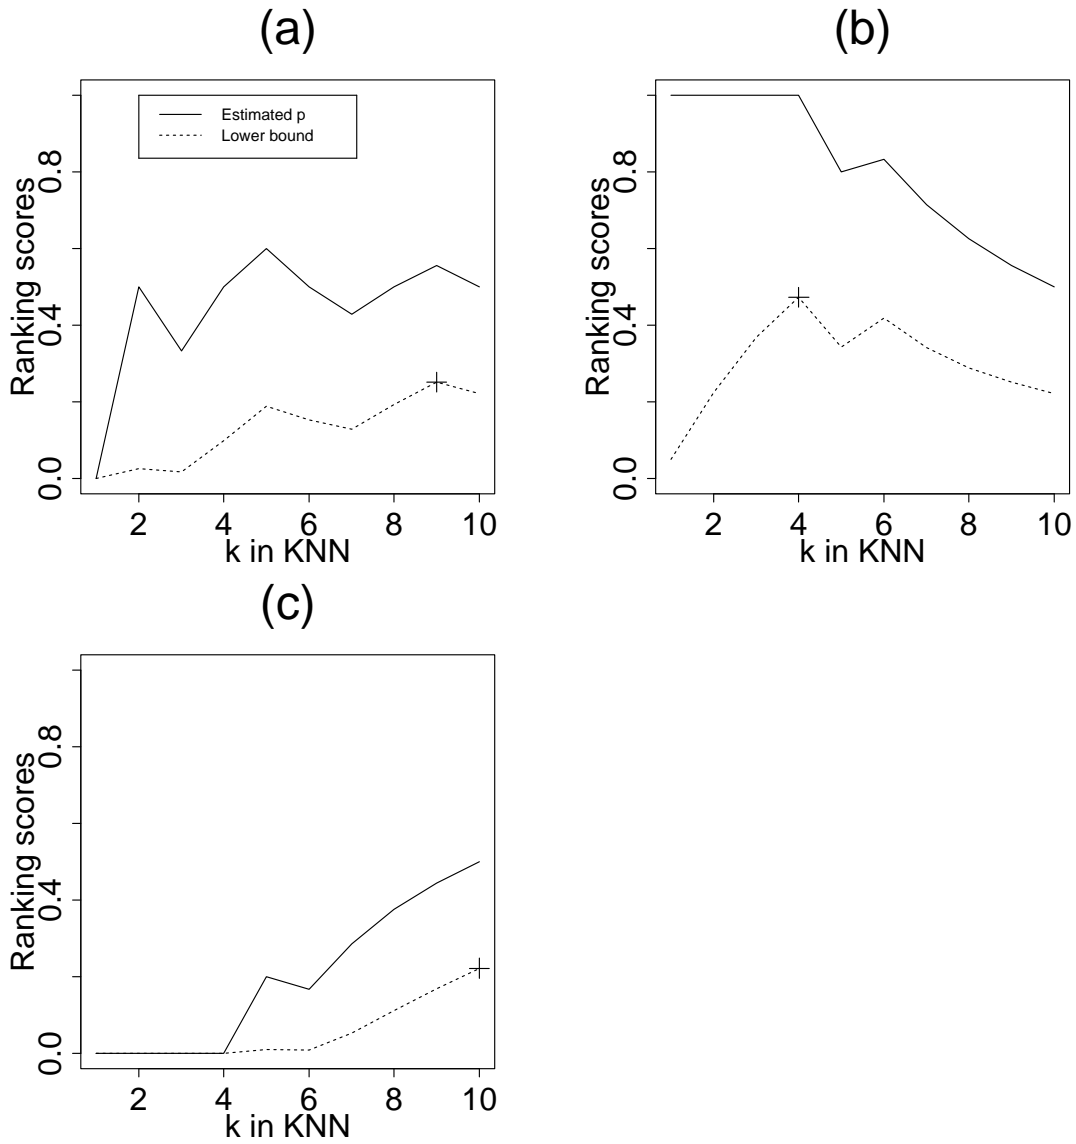 (a)
Estimated p
Lower bound
Ranking scores
0.0 0.4 0.8
2 4 6 8 10
k in KNN
(b)
Ranking scores
0.0 0.4 0.8
2 4 6 8 10
k in KNN
(c)
Ranking scores
0.0 0.4 0.8
2 4 6 8 10
k in KNN